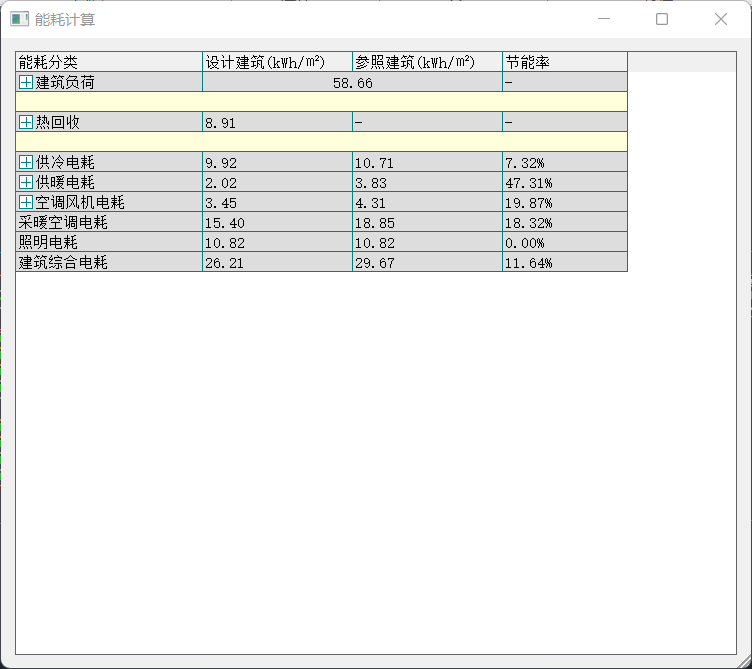 能耗计算
能耗分类 设计建筑(kWh/㎡) 参照建筑(kWh/㎡) 节能率
建筑负荷 58.66 -
热回收 8.91 - -
供冷电耗 9.92 10.71 7.32%
供暖电耗 2.02 3.83 47.31%
空调风机电耗 3.45 4.31 19.87%
采暖空调电耗 15.40 18.85 18.32%
照明电耗 10.82 10.82 0.00%
建筑综合电耗 26.21 29.67 11.64%